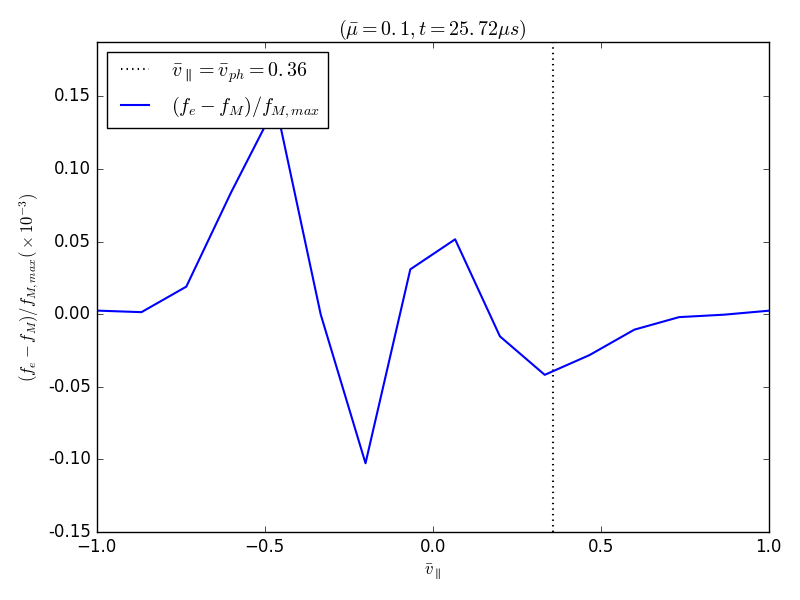 (μ̄ = 0.1, t = 25.72μs)
v̄∥ = v̄ph = 0.36
(fe − fM)/fM,max
0.15
0.10
0.05
0.00
-0.05
-0.10
-0.15
(fe − fM)/fM,max(×10⁻³)
−1.0 −0.5 0.0 0.5 1.0
v̄∥